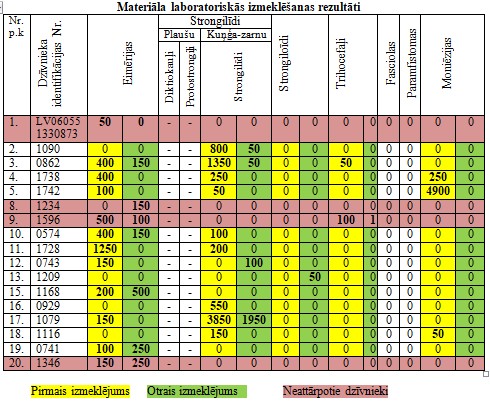 Materiāla laboratoriskās izmeklēšanas rezultāti
Nr. p.k
Dzīvnieka identifikācijas Nr.
Eimērijas
Strongilīdi
Plaušu
Kuņģa-zarnu
Diktiokauļi
Protostrongiļi
Strongilīdi
Strongiloīdi
Trihocefaļi
Fasciolas
Paramfistomas
Moniēzijas
1. LV06055 1330873 50 0 - - 0 0 0 0 0 0 0 0 0 0
2. 1090 0 0 - - 800 50 0 0 0 0 0 0 0 0
3. 0862 400 150 - - 1350 50 0 0 50 0 0 0 0 0
4. 1738 400 0 - - 250 0 0 0 0 0 0 0 250 0
5. 1742 100 0 - - 50 0 0 0 0 0 0 0 4900 0
8. 1234 0 150 - - 0 0 0 0 0 0 0 0 0 0
9. 1596 500 100 - - 0 0 0 0 100 1 0 0 0 0
10. 0574 400 150 - - 100 0 0 0 0 0 0 0 0 0
11. 1728 1250 0 - - 200 0 0 0 0 0 0 0 0 0
12. 0743 150 0 - - 0 100 0 0 0 0 0 0 0 0
13. 1209 0 0 - - 0 0 0 50 0 0 0 0 0 0
15. 1168 200 500 - - 0 0 0 0 0 0 0 0 0 0
16. 0929 0 0 - - 550 0 0 0 0 0 0 0 0 0
17. 1079 150 0 - - 3850 1950 0 0 0 0 0 0 0 0
18. 1116 0 0 - - 150 0 0 0 0 0 0 0 50 0
19. 0741 100 250 - - 0 0 0 0 0 0 0 0 0 0
20. 1346 150 250 - - 0 0 0 0 0 0 0 0 0 0
Pirmais izmeklējums Otrais izmeklējums Neattārpotie dzīvnieki